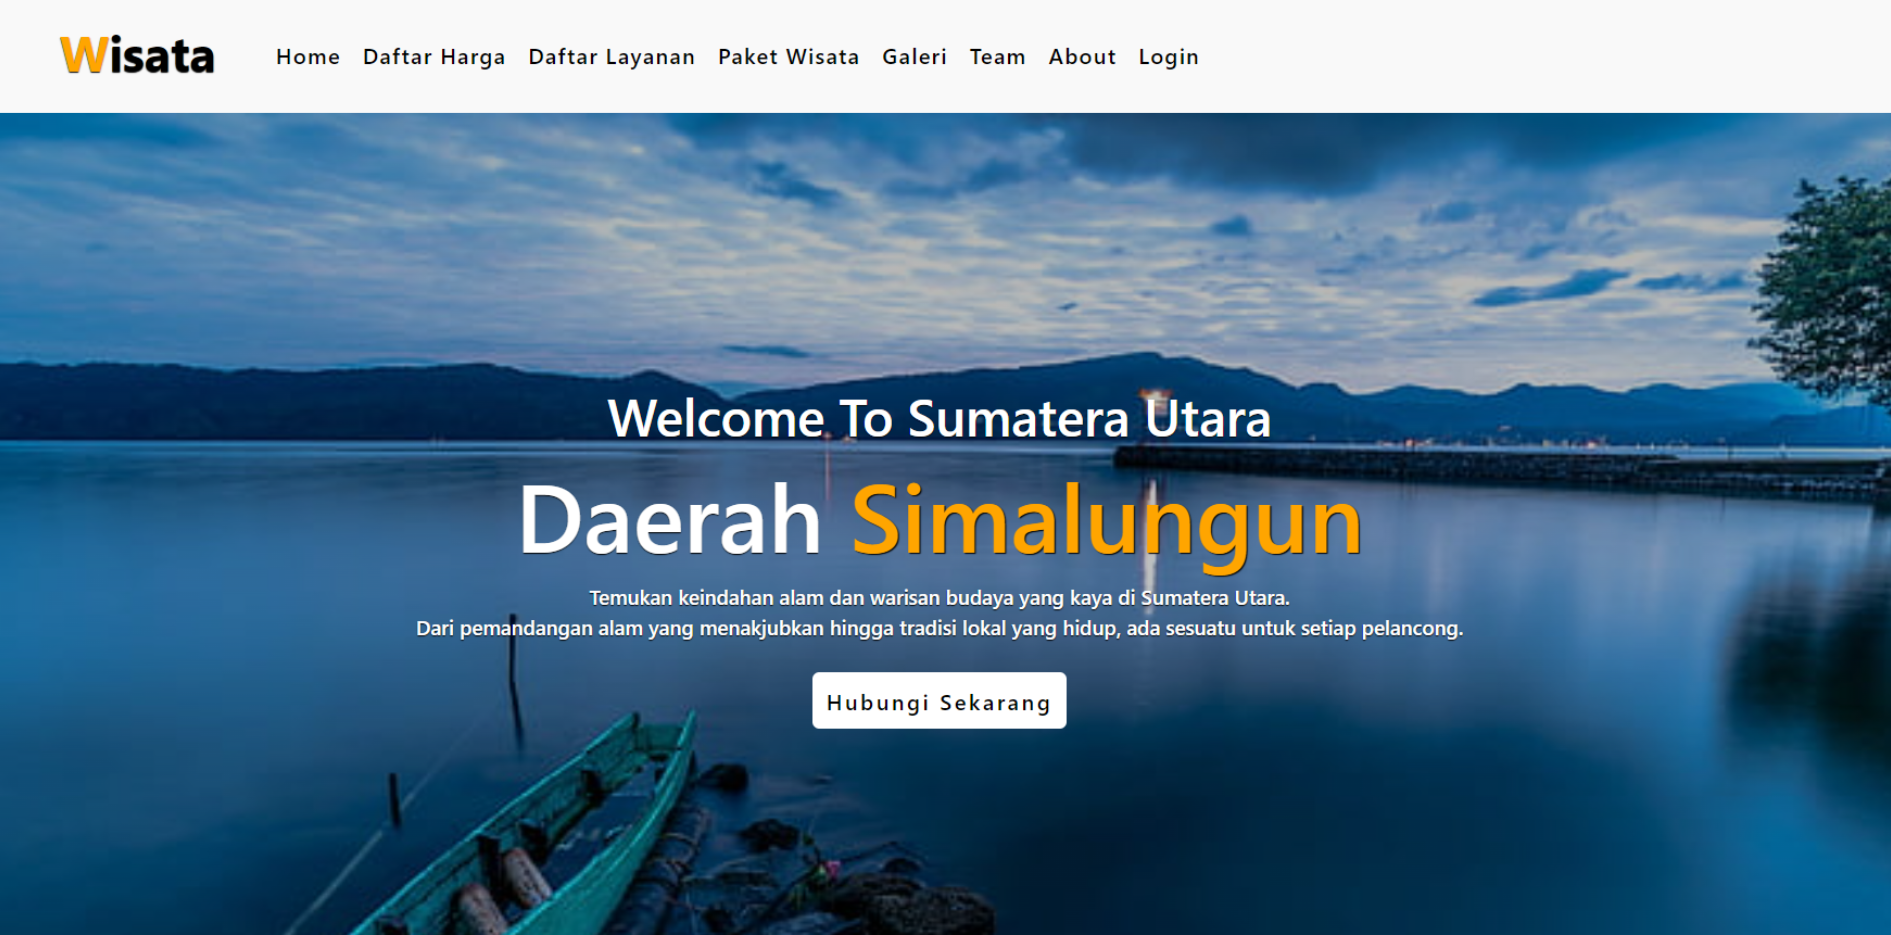 Wisata
Home Daftar Harga Daftar Layanan Paket Wisata Galeri Team About Login
Welcome To Sumatera Utara
Daerah Simalungun
Temukan keindahan alam dan warisan budaya yang kaya di Sumatera Utara.
Dari pemandangan alam yang menakjubkan hingga tradisi lokal yang hidup, ada sesuatu untuk setiap pelancong.
Hubungi Sekarang